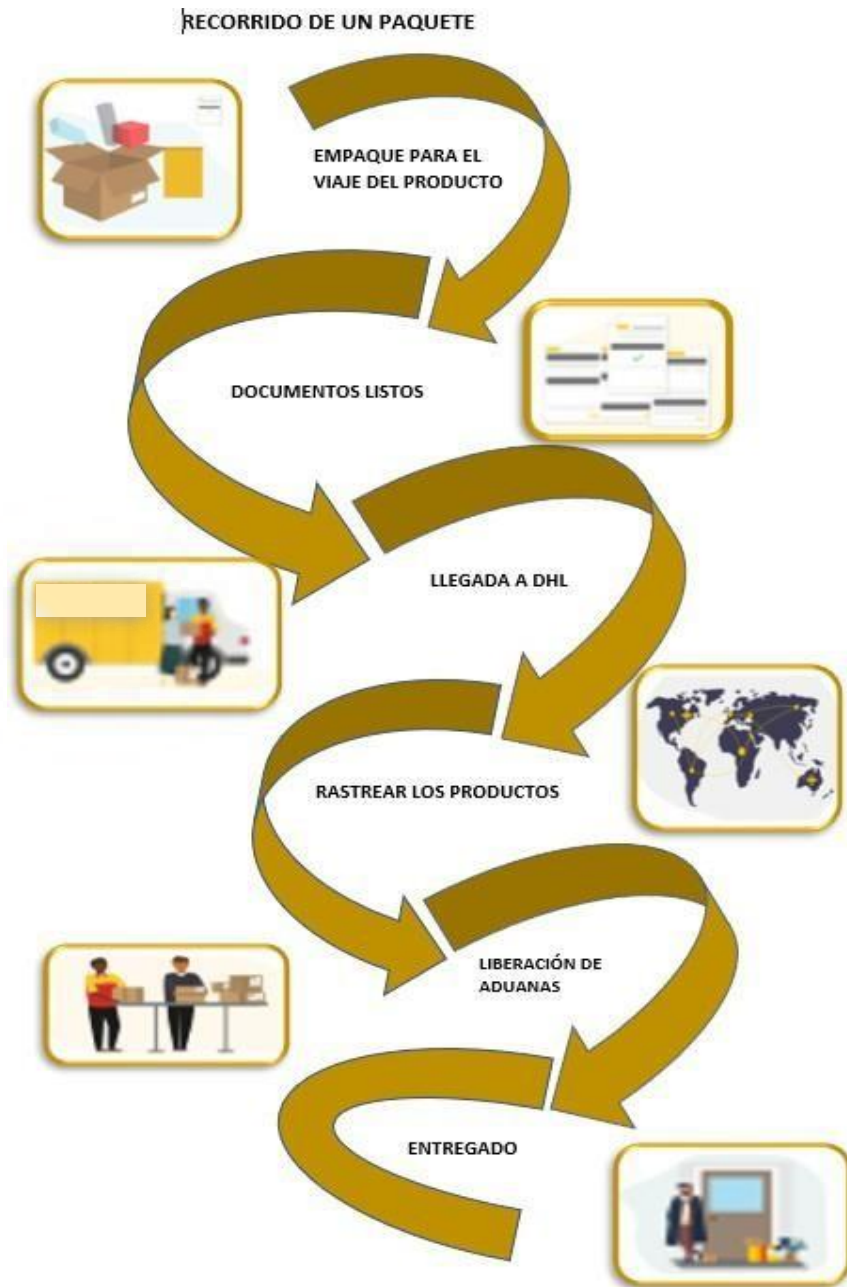 RECORRIDO DE UN PAQUETE
EMPAQUE PARA EL
VIAJE DEL PRODUCTO
DOCUMENTOS LISTOS
LLEGADA A DHL
RASTREAR LOS PRODUCTOS
LIBERACIÓN DE
ADUANAS
ENTREGADO